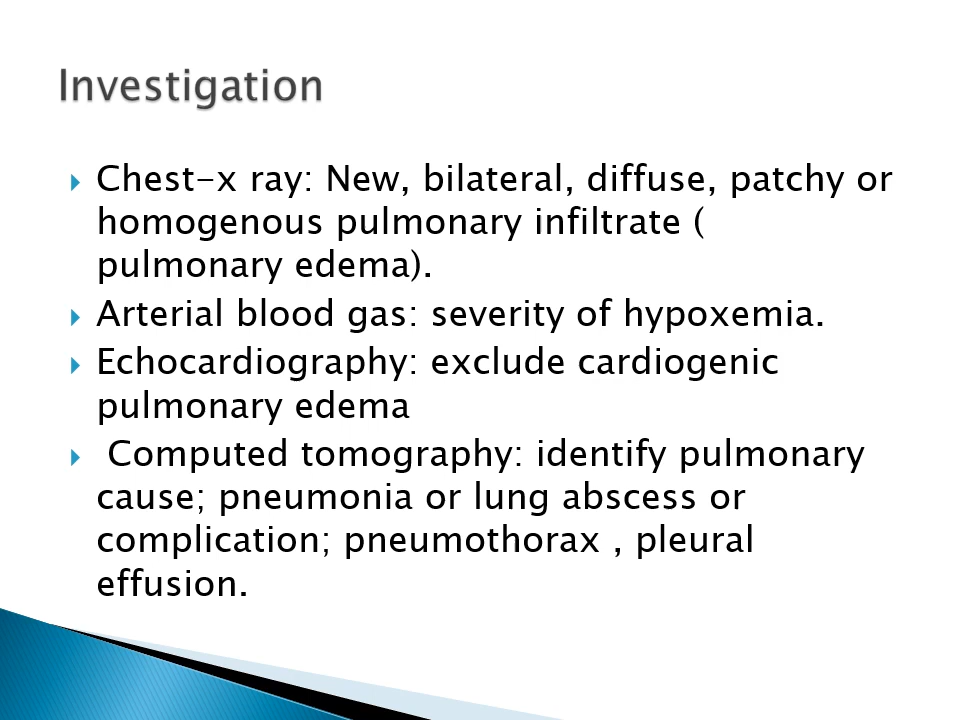 Investigation
Chest-x ray: New, bilateral, diffuse, patchy or
homogenous pulmonary infiltrate (
pulmonary edema).
Arterial blood gas: severity of hypoxemia.
Echocardiography: exclude cardiogenic
pulmonary edema
Computed tomography: identify pulmonary
cause; pneumonia or lung abscess or
complication; pneumothorax , pleural
effusion.